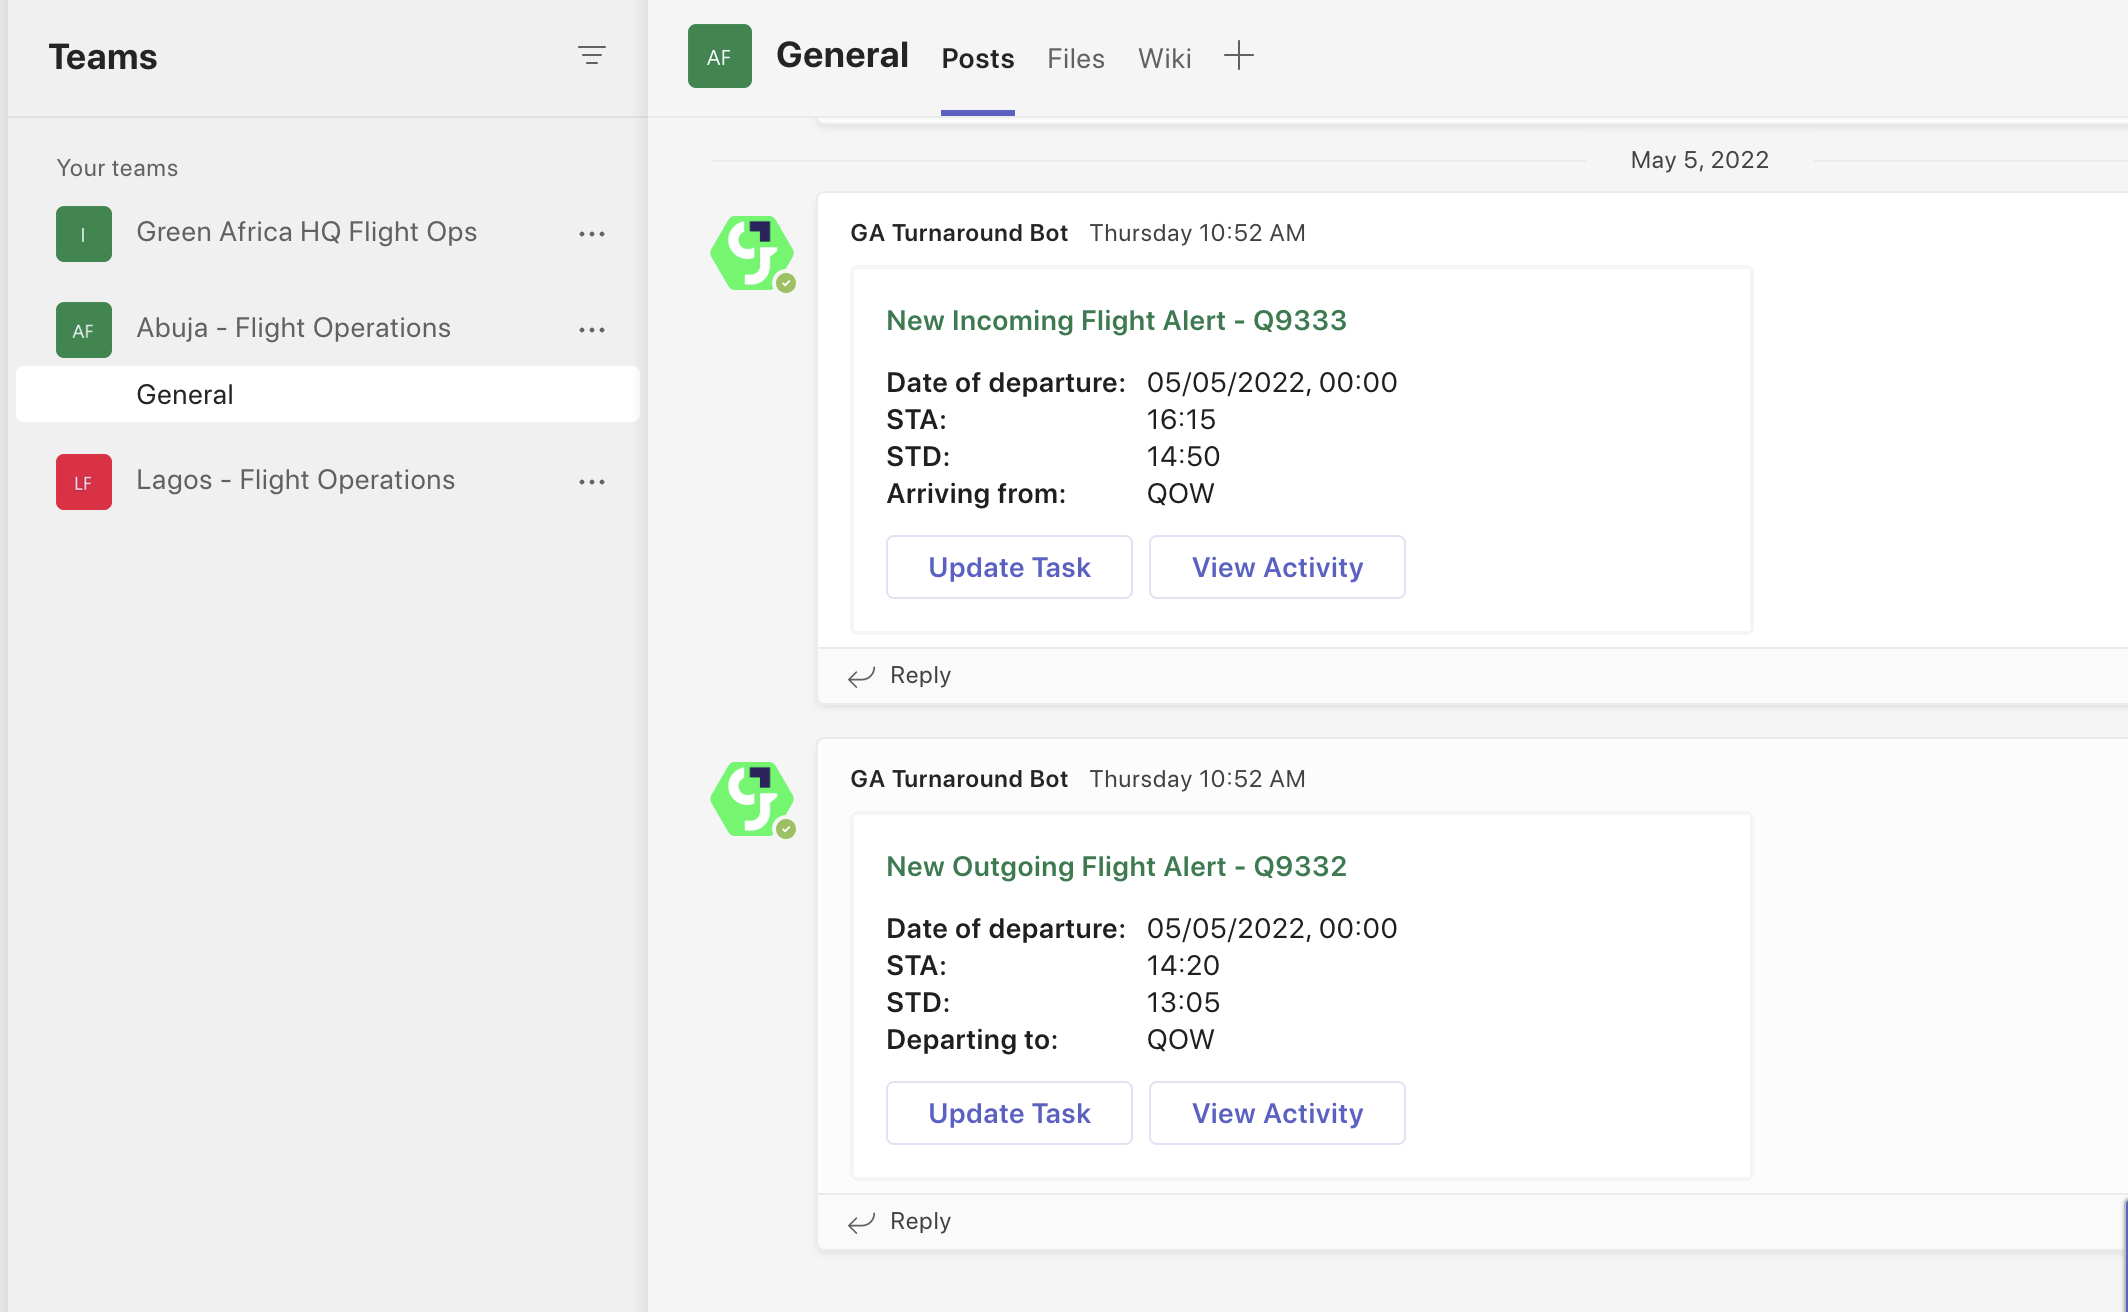 Teams
Your teams
I
Green Africa HQ Flight Ops
AF
Abuja - Flight Operations
General
LF
Lagos - Flight Operations
AF
General
Posts
Files
Wiki
May 5, 2022
GA Turnaround Bot Thursday 10:52 AM
New Incoming Flight Alert - Q9333
Date of departure: 05/05/2022, 00:00
STA: 16:15
STD: 14:50
Arriving from: QOW
Update Task View Activity
Reply
GA Turnaround Bot Thursday 10:52 AM
New Outgoing Flight Alert - Q9332
Date of departure: 05/05/2022, 00:00
STA: 14:20
STD: 13:05
Departing to: QOW
Update Task View Activity
Reply